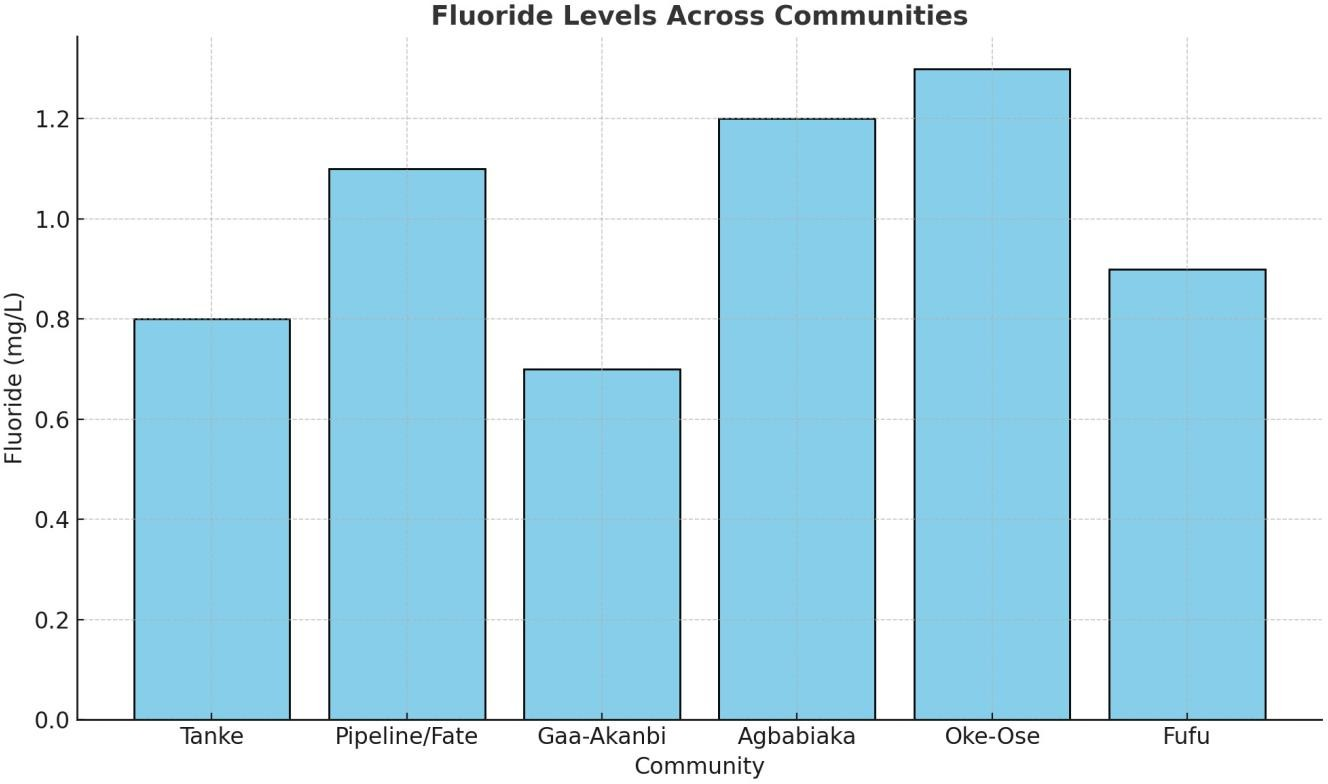 Fluoride Levels Across Communities
Fluoride (mg/L)
1.2
1.0
0.8
0.6
0.4
0.2
0.0
Tanke Pipeline/Fate Gaa-Akanbi Agbabiaka Oke-Ose Fufu
Community